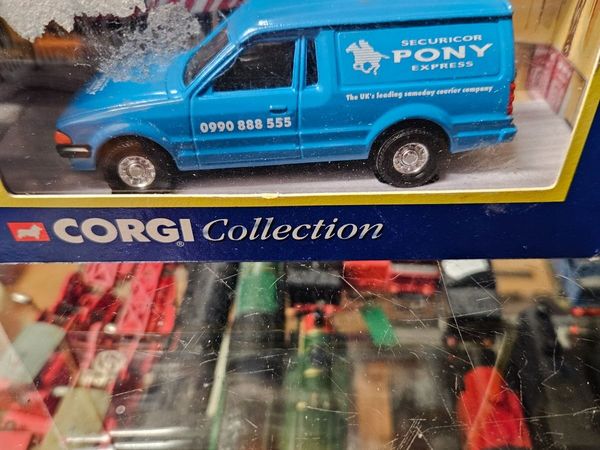 SECURICOR
PONY
EXPRESS
The UK's leading sameday courier company
0990 888 555
CORGI® Collection